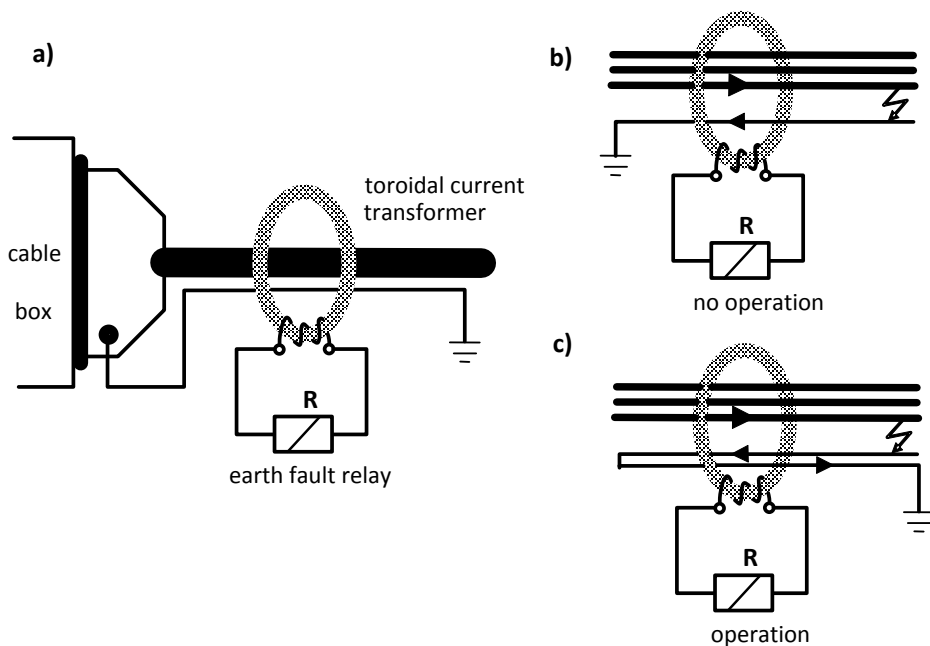 a)
cable
box
toroidal current
transformer
R
earth fault relay
b)
R
no operation
c)
R
operation